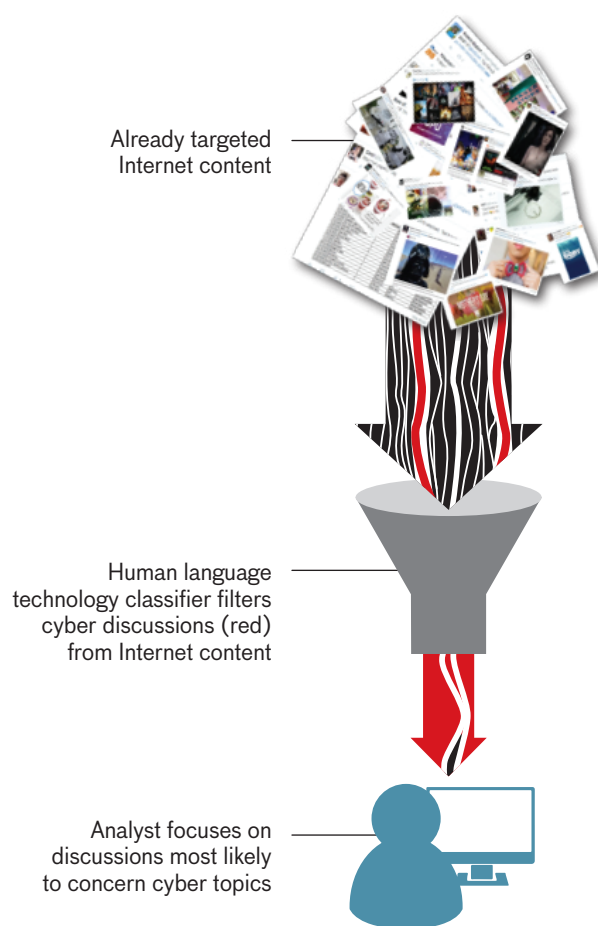 Already targeted
Internet content
Human language
technology classifier filters
cyber discussions (red)
from Internet content
Analyst focuses on
discussions most likely
to concern cyber topics